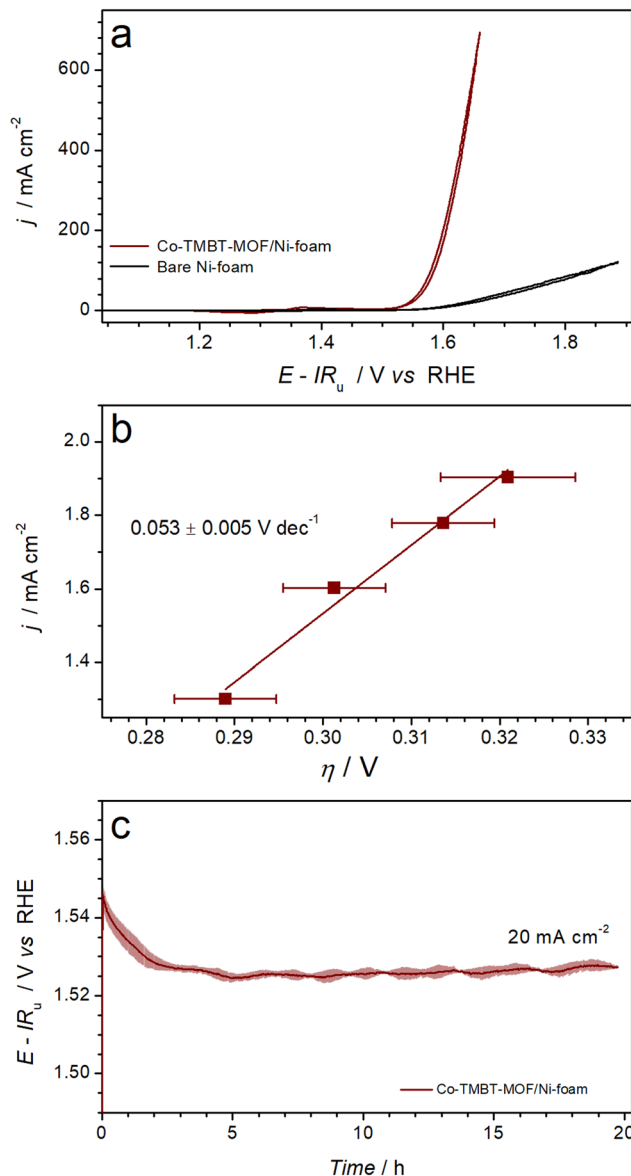 a
600
400
200
0
j / mA cm⁻²
Co-TMBT-MOF/Ni-foam
Bare Ni-foam
1.2 1.4 1.6 1.8
E - IRᵤ / V vs RHE
b
2.0
1.8
1.6
1.4
j / mA cm⁻²
0.053 ± 0.005 V dec⁻¹
0.28 0.29 0.30 0.31 0.32 0.33
η / V
c
1.56
1.54
1.52
1.50
E - IRᵤ / V vs RHE
20 mA cm⁻²
Co-TMBT-MOF/Ni-foam
0 5 10 15 20
Time / h